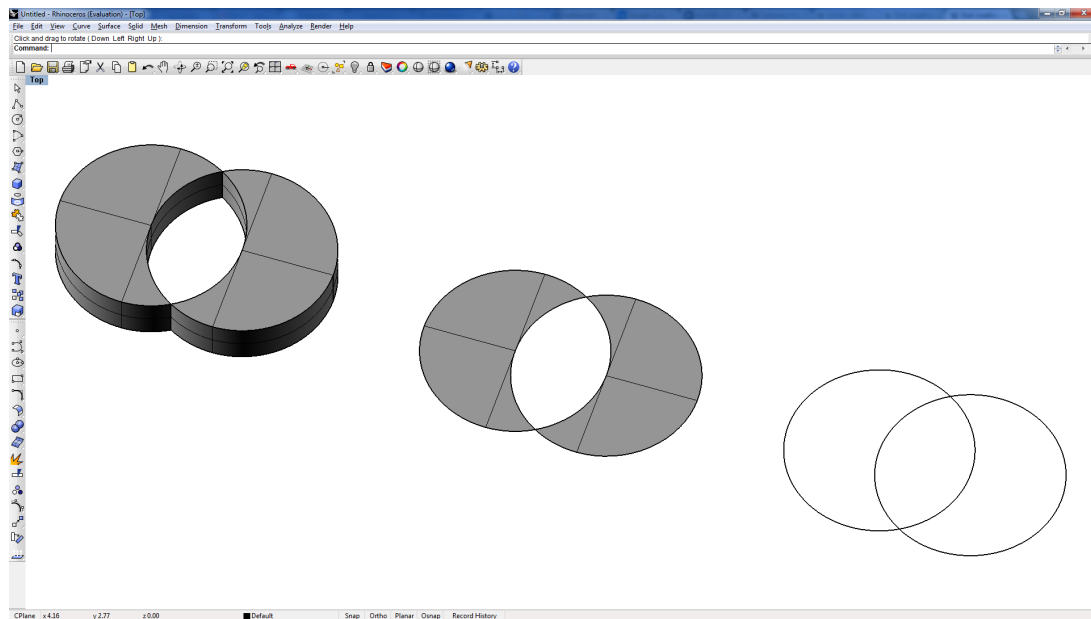 Untitled - Rhinoceros (Evaluation) - [Top]
File Edit View Curve Surface Solid Mesh Dimension Transform Tools Analyze Render Help
Click and drag to rotate ( Down Left Right Up ):
Command:
Top
CPlane x 4.16 y 2.77 z 0.00 Default Snap Ortho Planar Osnap Record History